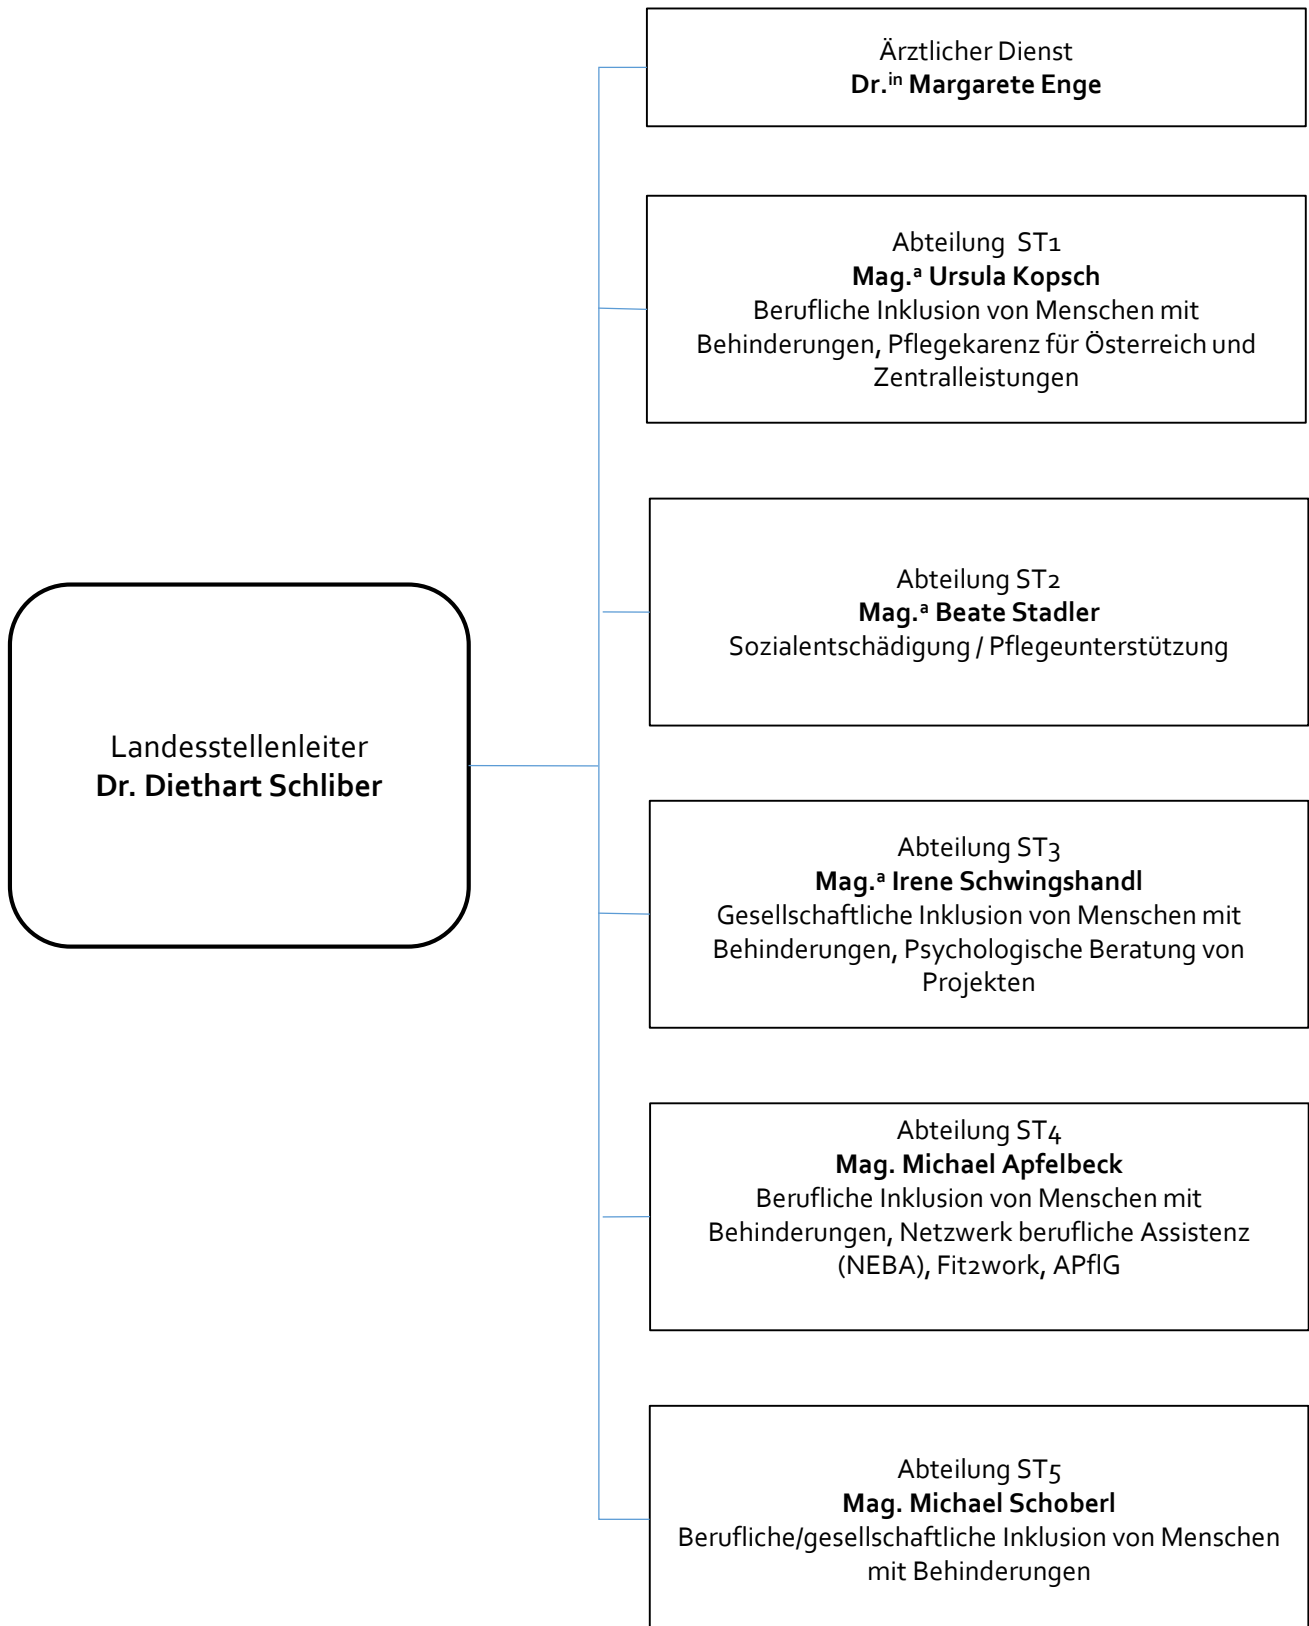 Ärztlicher Dienst
Dr.ⁱⁿ Margarete Enge
Abteilung ST1
Mag.ᵃ Ursula Kopsch
Berufliche Inklusion von Menschen mit
Behinderungen, Pflegekarenz für Österreich und
Zentralleistungen
Abteilung ST2
Mag.ᵃ Beate Stadler
Sozialentschädigung / Pflegeunterstützung
Landesstellenleiter
Dr. Diethart Schliber
Abteilung ST3
Mag.ᵃ Irene Schwingshandl
Gesellschaftliche Inklusion von Menschen mit
Behinderungen, Psychologische Beratung von
Projekten
Abteilung ST4
Mag. Michael Apfelbeck
Berufliche Inklusion von Menschen mit
Behinderungen, Netzwerk berufliche Assistenz
(NEBA), Fit2work, APflG
Abteilung ST5
Mag. Michael Schoberl
Berufliche/gesellschaftliche Inklusion von Menschen
mit Behinderungen